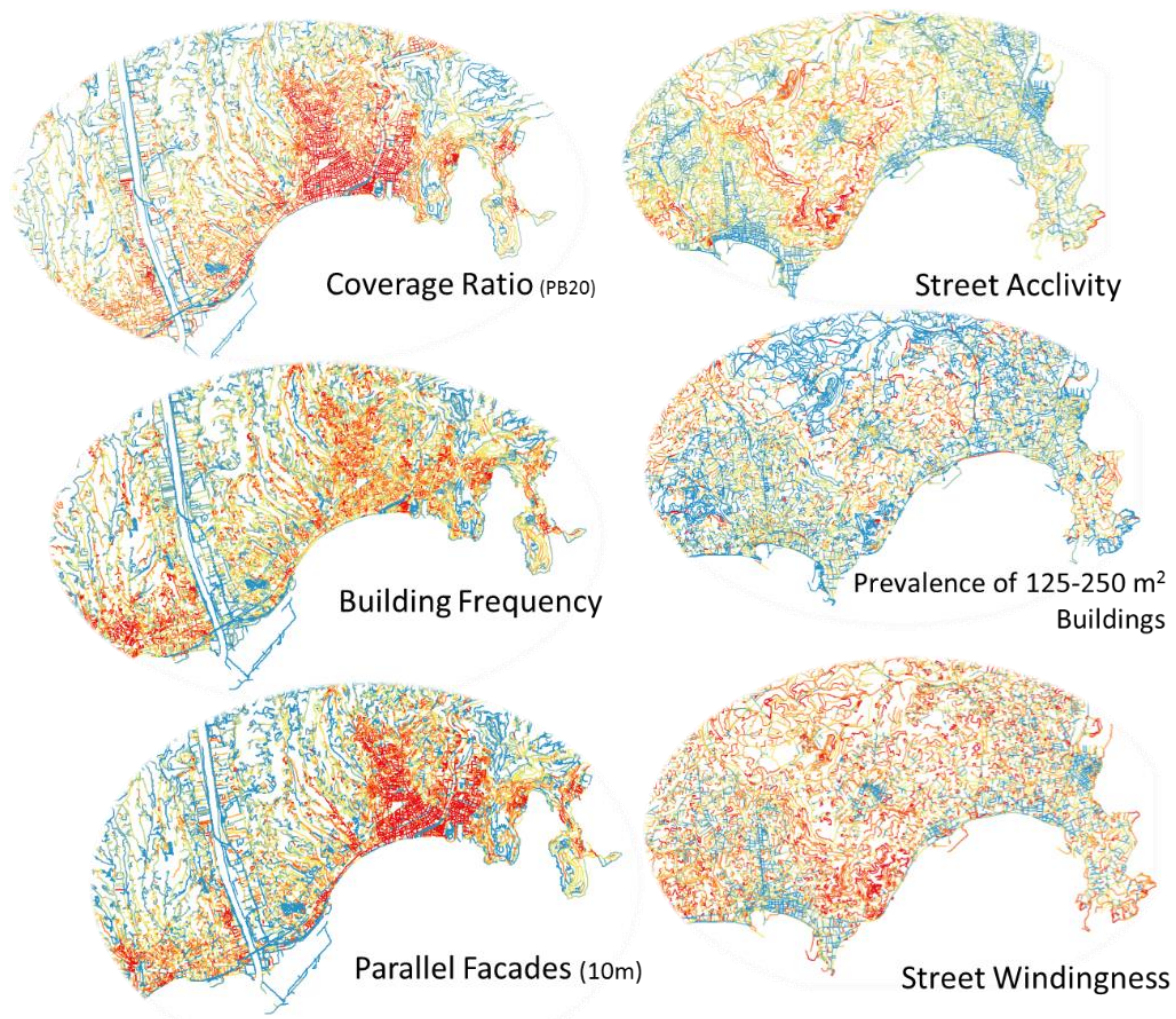 Coverage Ratio (PB20)
Street Acclivity
Building Frequency
Prevalence of 125-250 m²
Buildings
Parallel Facades (10m)
Street Windingness